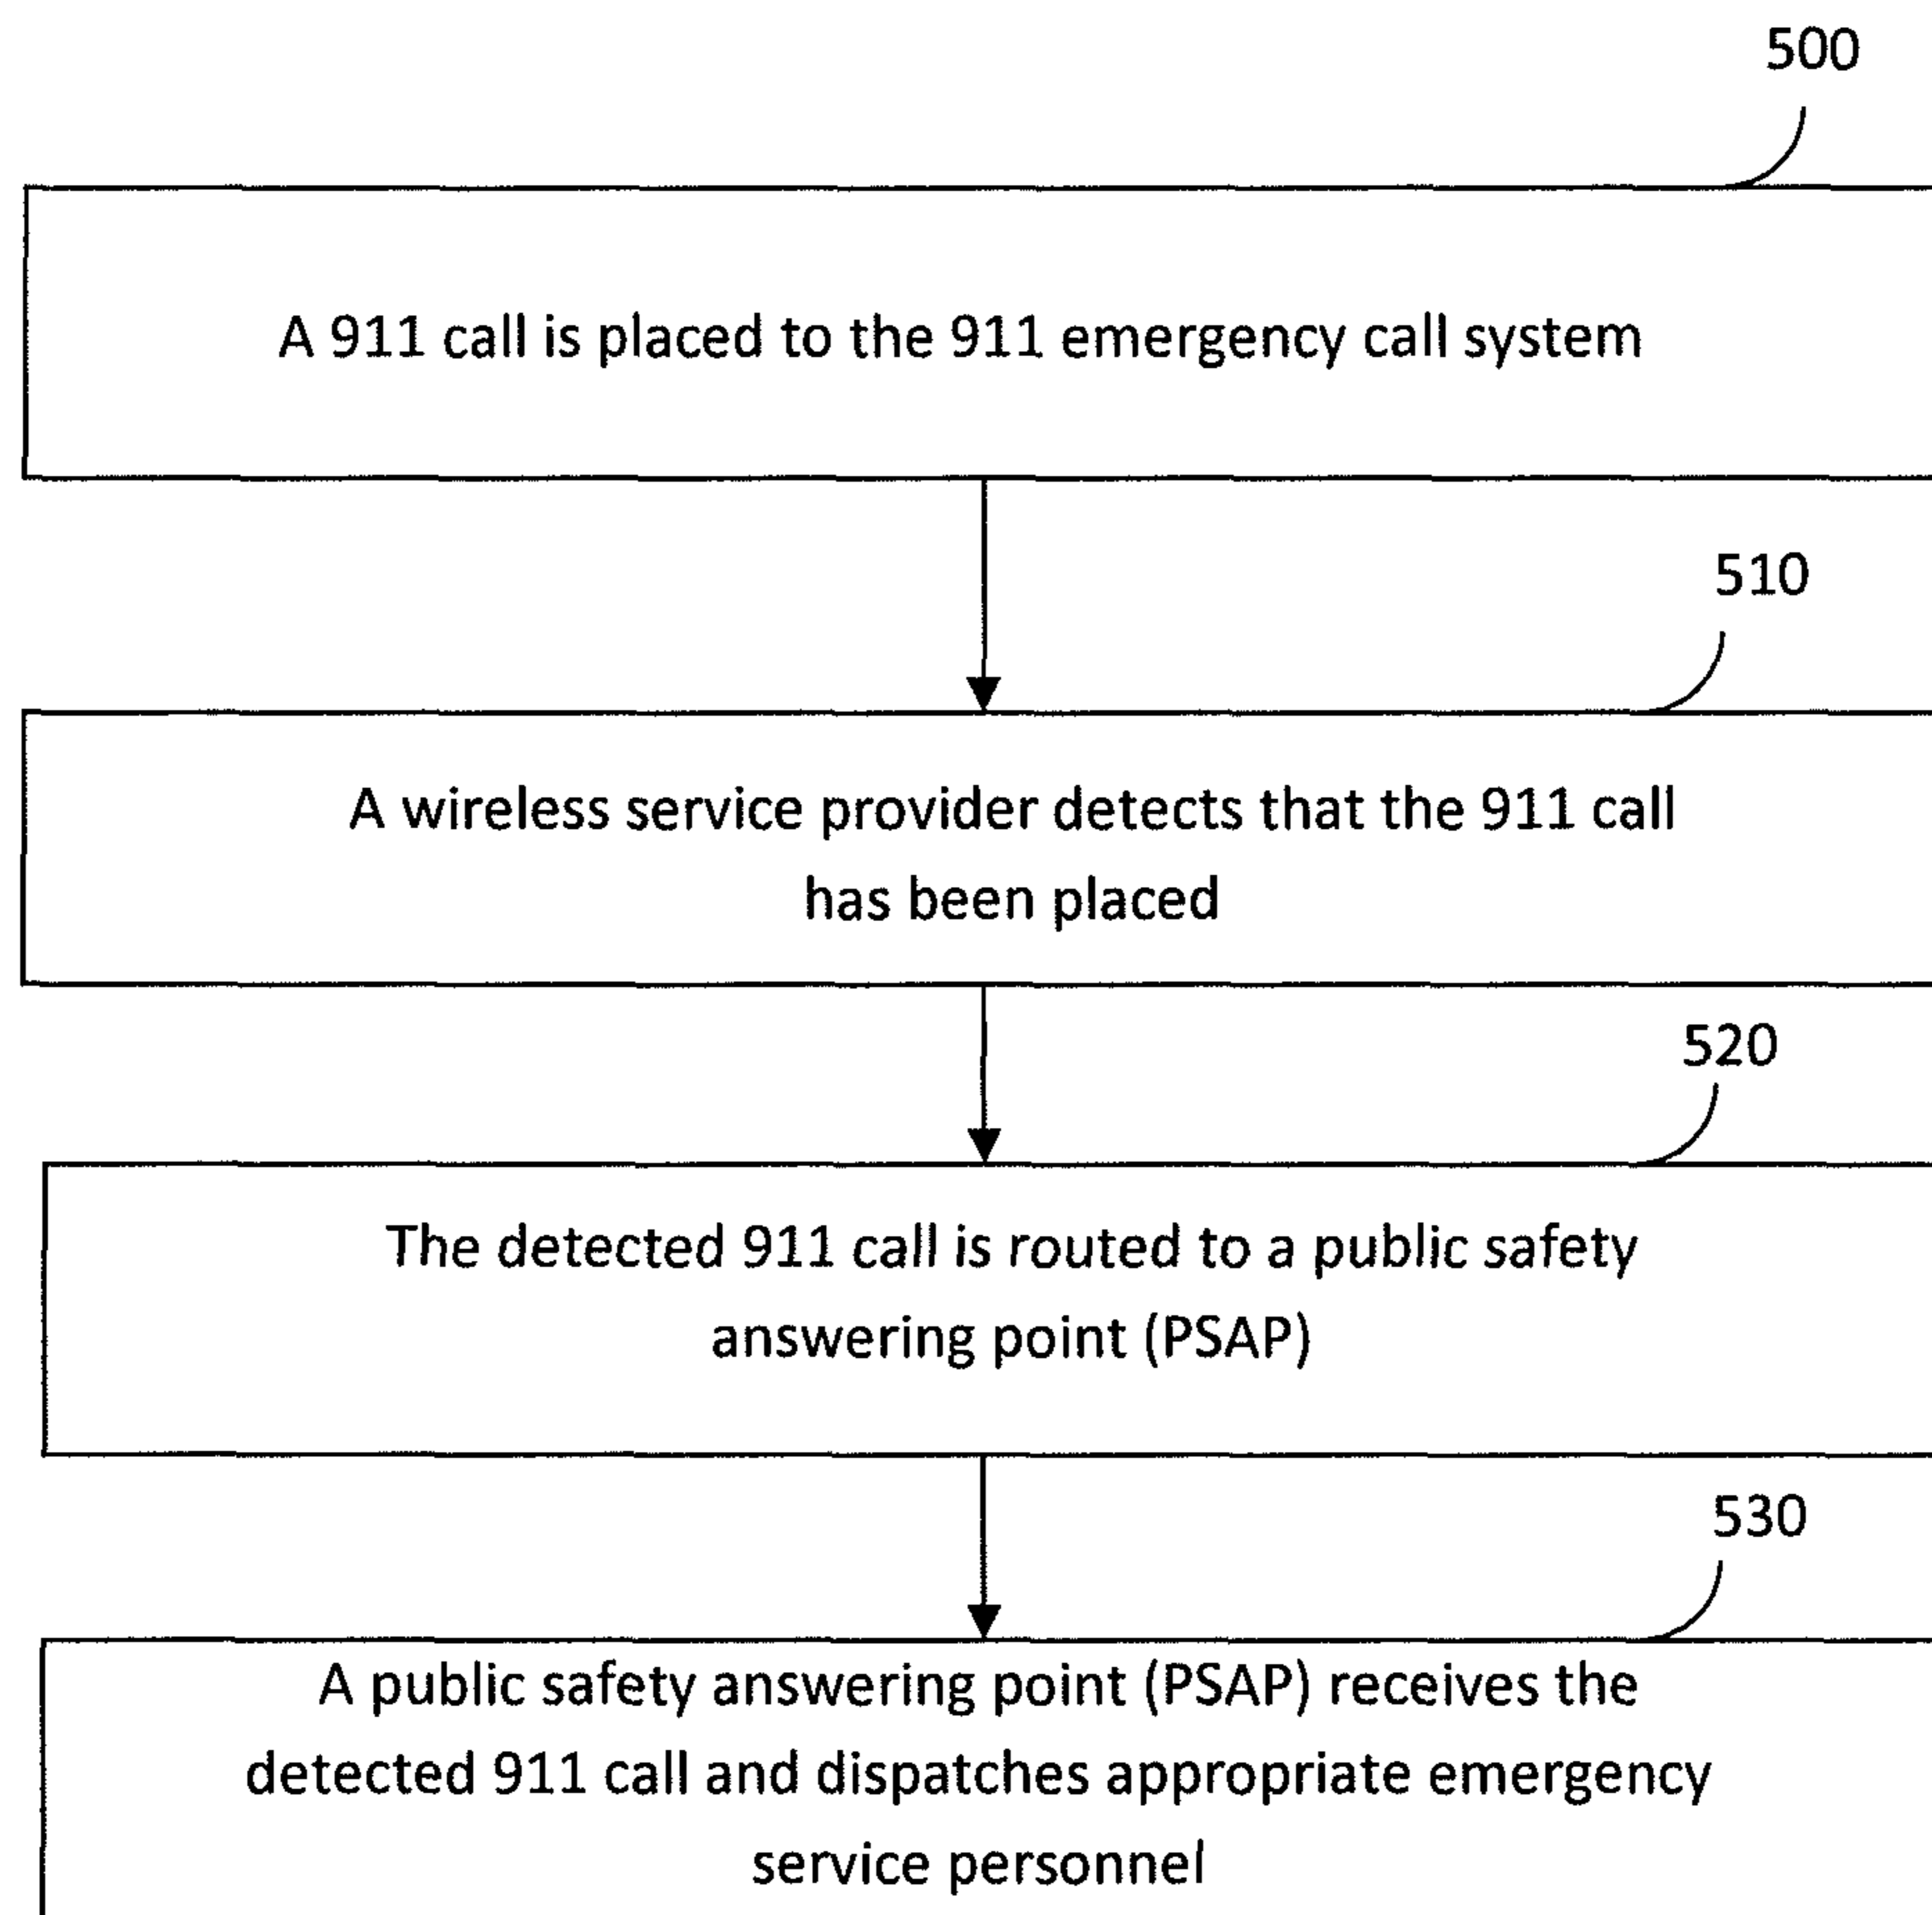 500
A 911 call is placed to the 911 emergency call system
510
A wireless service provider detects that the 911 call
has been placed
520
The detected 911 call is routed to a public safety
answering point (PSAP)
530
A public safety answering point (PSAP) receives the
detected 911 call and dispatches appropriate emergency
service personnel